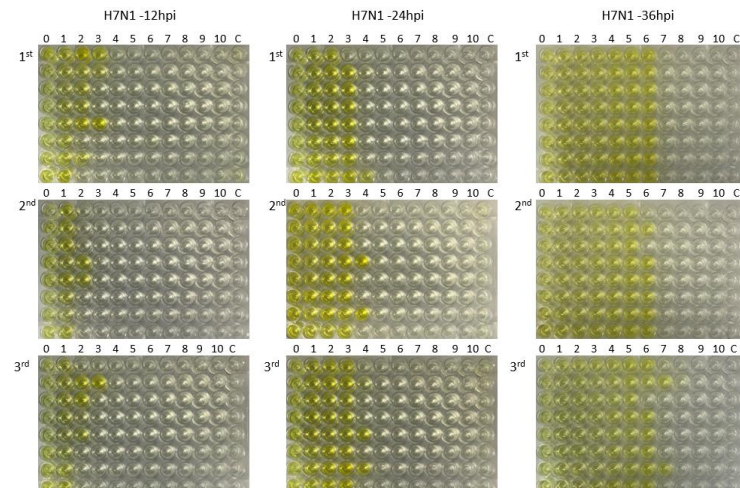 H7N1 -12hpi H7N1 -24hpi H7N1 -36hpi
0 1 2 3 4 5 6 7 8 9 10 C 0 1 2 3 4 5 6 7 8 9 10 C 0 1 2 3 4 5 6 7 8 9 10 C
1st 1st 1st
0 1 2 3 4 5 6 7 8 9 10 C 0 1 2 3 4 5 6 7 8 9 10 C 0 1 2 3 4 5 6 7 8 9 10 C
2nd 2nd 2nd
0 1 2 3 4 5 6 7 8 9 10 C 0 1 2 3 4 5 6 7 8 9 10 C 0 1 2 3 4 5 6 7 8 9 10 C
3rd 3rd 3rd